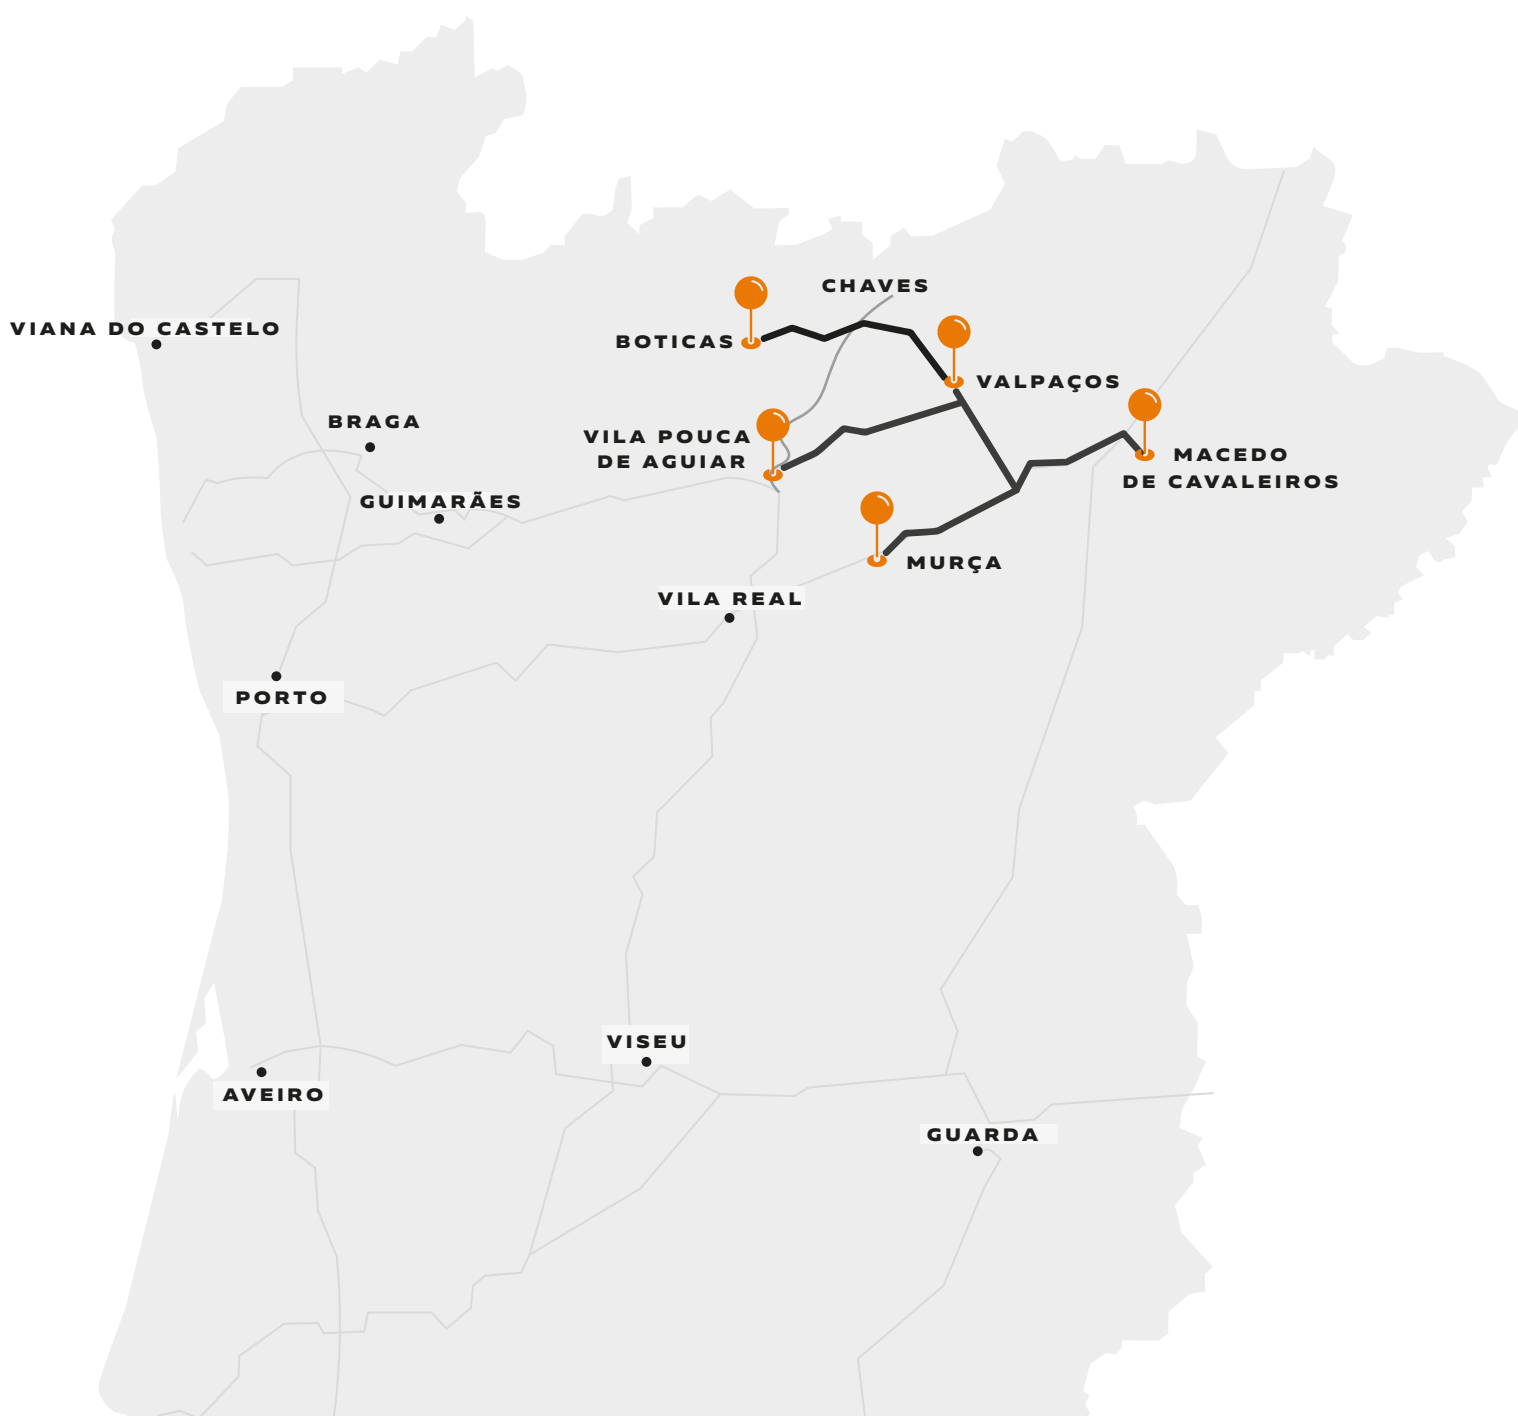 CHAVES
VIANA DO CASTELO
BOTICAS
VALPAÇOS
BRAGA
VILA POUCA
DE AGUIAR
MACEDO
DE CAVALEIROS
GUIMARÃES
MURÇA
VILA REAL
PORTO
VISEU
AVEIRO
GUARDA